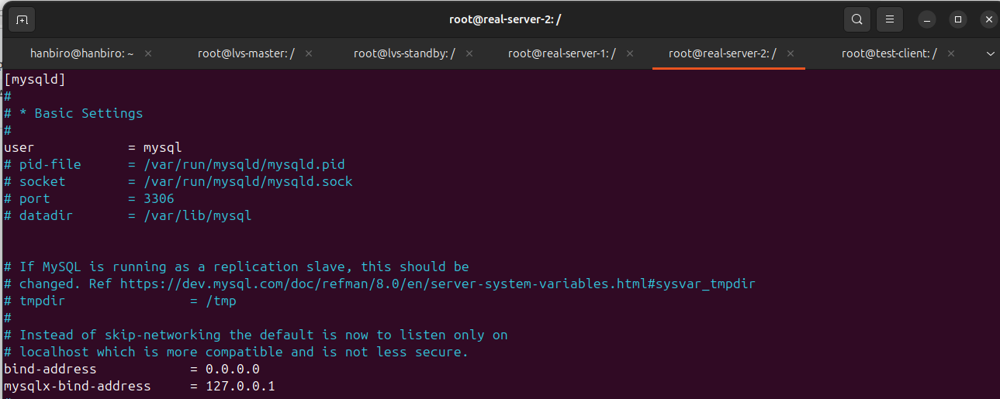 root@real-server-2: /
hanbiro@hanbiro: ~ × root@lvs-master: / × root@lvs-standby: / × root@real-server-1: / × root@real-server-2: / × root@test-client: / ×
[mysqld]
#
# * Basic Settings
#
user            = mysql
# pid-file      = /var/run/mysqld/mysqld.pid
# socket        = /var/run/mysqld/mysqld.sock
# port          = 3306
# datadir       = /var/lib/mysql
# If MySQL is running as a replication slave, this should be
# changed. Ref https://dev.mysql.com/doc/refman/8.0/en/server-system-variables.html#sysvar_tmpdir
# tmpdir                = /tmp
#
# Instead of skip-networking the default is now to listen only on
# localhost which is more compatible and is not less secure.
bind-address            = 0.0.0.0
mysqlx-bind-address     = 127.0.0.1